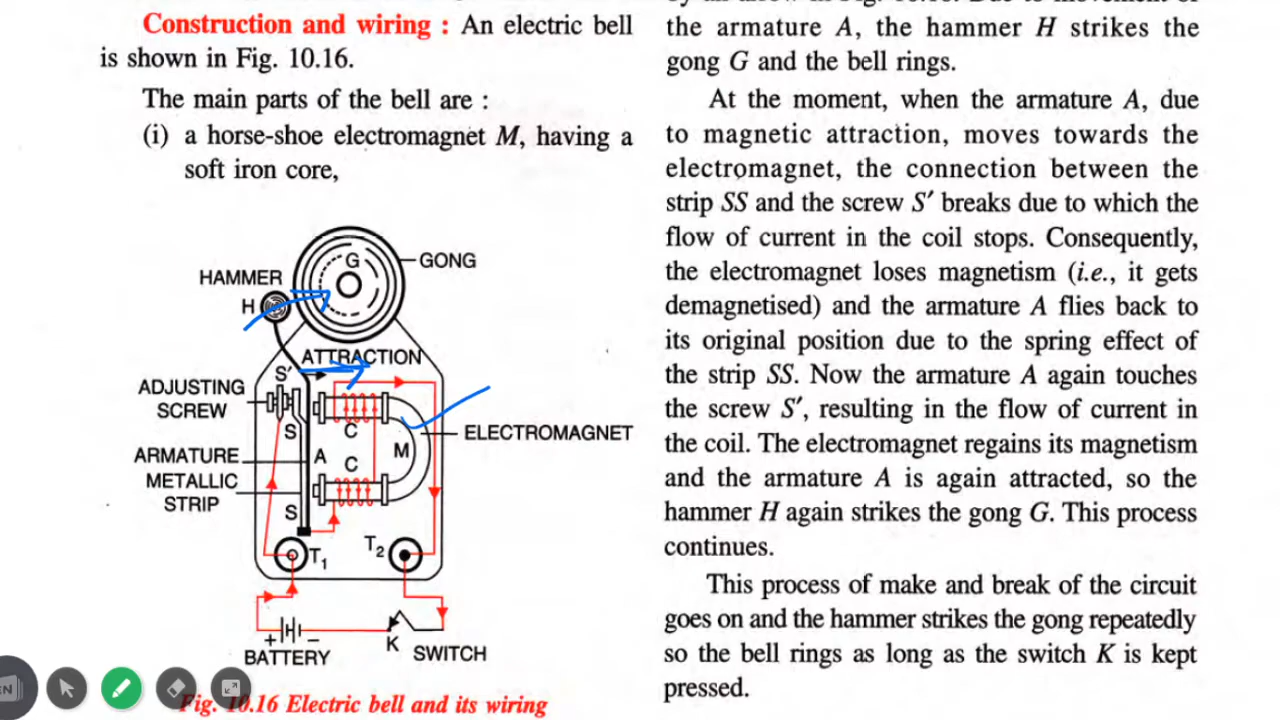 Construction and wiring : An electric bell
is shown in Fig. 10.16.
The main parts of the bell are :
(i) a horse-shoe electromagnet M, having a
soft iron core,
GONG
G
HAMMER
H
ATTRACTION
S′
ADJUSTING
SCREW
S
C
ELECTROMAGNET
M
ARMATURE
A
C
METALLIC
STRIP
S
T1
T2
+
–
K
SWITCH
BATTERY
Fig. 10.16 Electric bell and its wiring
the armature A, the hammer H strikes the
gong G and the bell rings.
At the moment, when the armature A, due
to magnetic attraction, moves towards the
electromagnet, the connection between the
strip SS and the screw S′ breaks due to which the
flow of current in the coil stops. Consequently,
the electromagnet loses magnetism (i.e., it gets
demagnetised) and the armature A flies back to
its original position due to the spring effect of
the strip SS. Now the armature A again touches
the screw S′, resulting in the flow of current in
the coil. The electromagnet regains its magnetism
and the armature A is again attracted, so the
hammer H again strikes the gong G. This process
continues.
This process of make and break of the circuit
goes on and the hammer strikes the gong repeatedly
so the bell rings as long as the switch K is kept
pressed.
EN